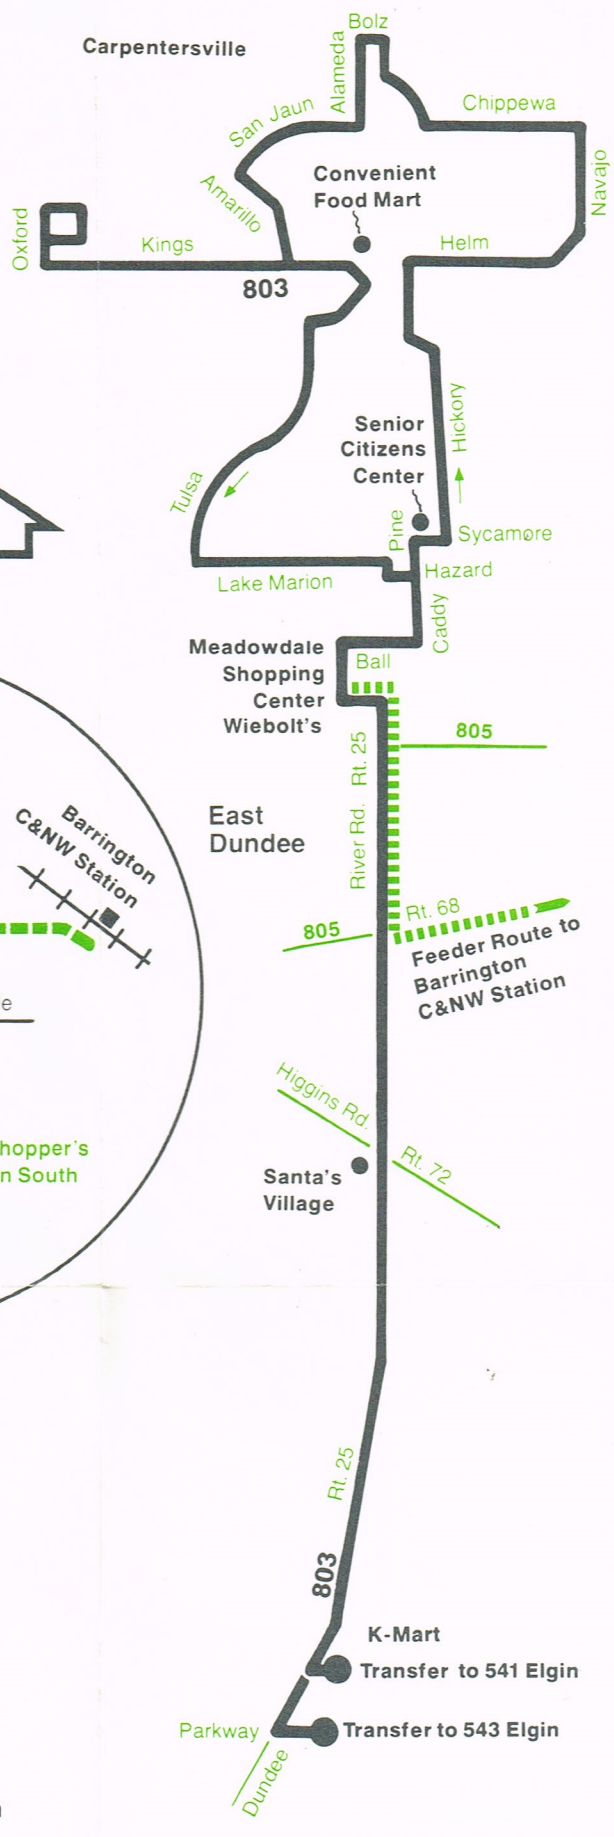 Bolz
Carpentersville
Alameda
San Jaun
Chippewa
Navajo
Amarillo
Convenient
Food Mart
Oxford
Kings
Helm
803
Hickory
Senior
Citizens
Center
Tulsa
Pine
Sycamore
Lake Marion
Hazard
Caddy
Meadowdale
Shopping
Center
Wiebolt's
Ball
805
Rt. 25
River Rd.
East
Dundee
Barrington
C&NW Station
Rt. 68
805
Feeder Route to
Barrington
C&NW Station
e
Higgins Rd.
hopper's
n South
Rt. 72
Santa's
Village
Rt. 25
803
K-Mart
Transfer to 541 Elgin
Parkway
Transfer to 543 Elgin
Dundee